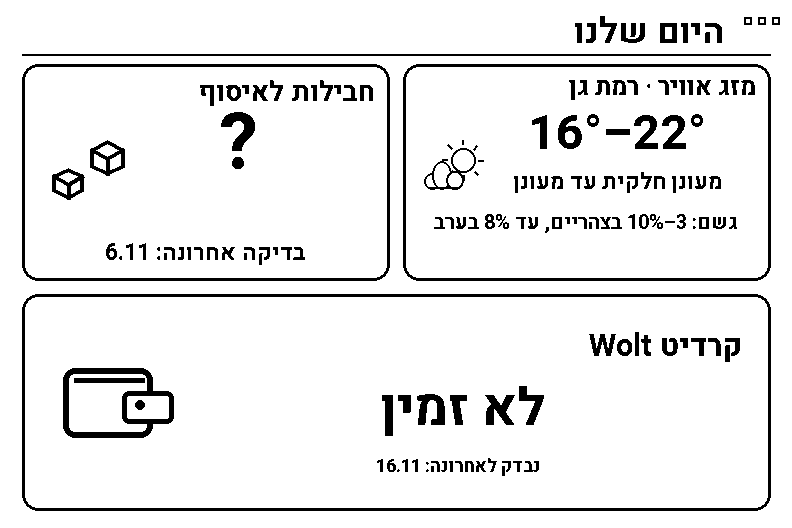 היום שלנו
מזג אוויר · רמת גן
16°–22°
מעונן חלקית עד מעונן
גשם: 3–10% בצהריים, עד 8% בערב
חבילות לאיסוף
?
בדיקה אחרונה: 6.11
קרדיט Wolt
לא זמין
נבדק לאחרונה: 16.11